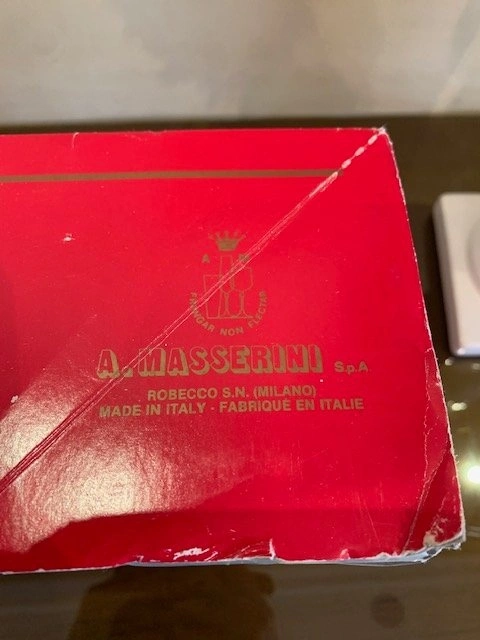 A M
FRANGAR NON FLECTAR
A. MASSERINI S.p.A.
ROBECCO S.N. (MILANO)
MADE IN ITALY - FABRIQUÉ EN ITALIE